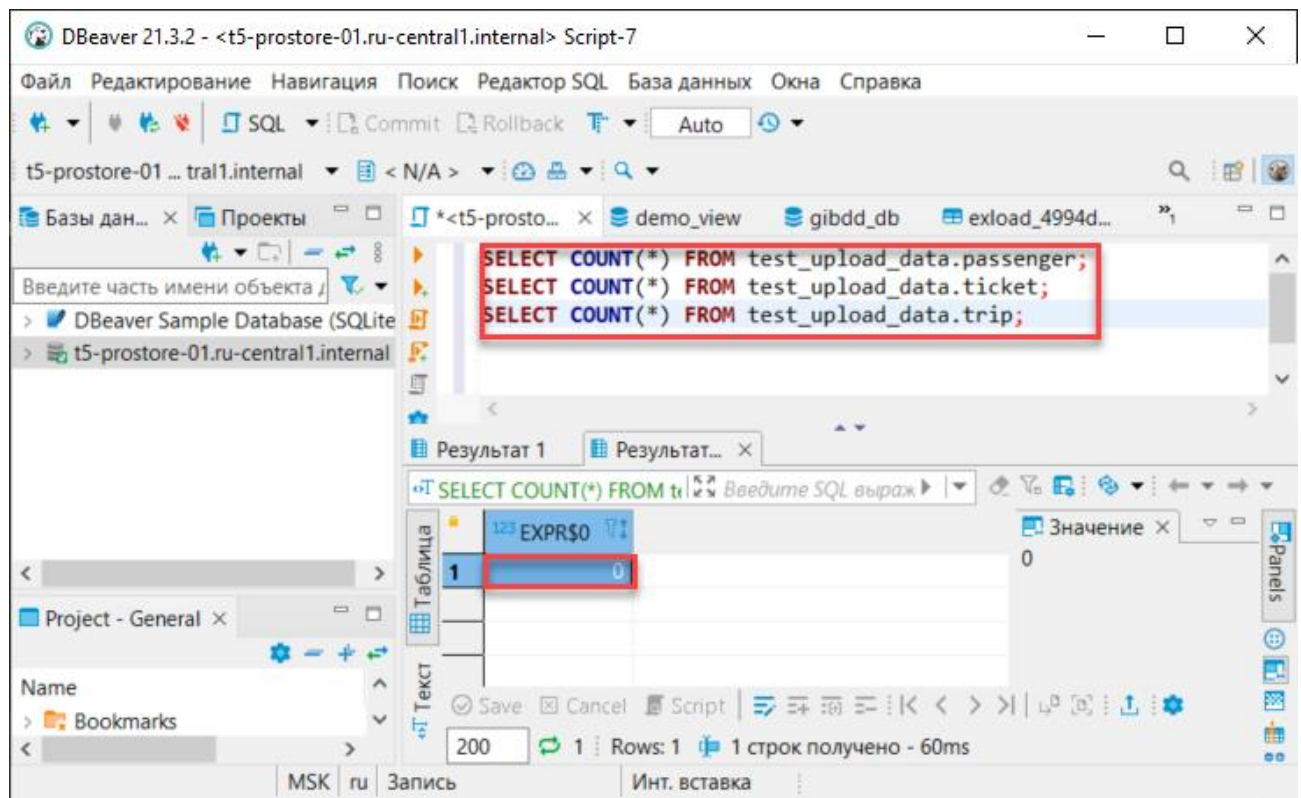 DBeaver 21.3.2 - <t5-prostore-01.ru-central1.internal> Script-7
Файл Редактирование Навигация Поиск Редактор SQL База данных Окна Справка
SQL Commit Rollback Auto
t5-prostore-01 ... tral1.internal < N/A >
Базы дан... Проекты
*<t5-prosto... demo_view gibdd_db exload_4994d... »1
Введите часть имени объекта
DBeaver Sample Database (SQLite
t5-prostore-01.ru-central1.internal
SELECT COUNT(*) FROM test_upload_data.passenger;
SELECT COUNT(*) FROM test_upload_data.ticket;
SELECT COUNT(*) FROM test_upload_data.trip;
Результат 1 Результат...
SELECT COUNT(*) FROM te Введите SQL выраж
Таблица
Текст
123 EXPR$0
1 0
Значение
0
Panels
Project - General
Name
Bookmarks
Save Cancel Script
200 1 Rows: 1 1 строк получено - 60ms
MSK ru Запись Инт. вставка